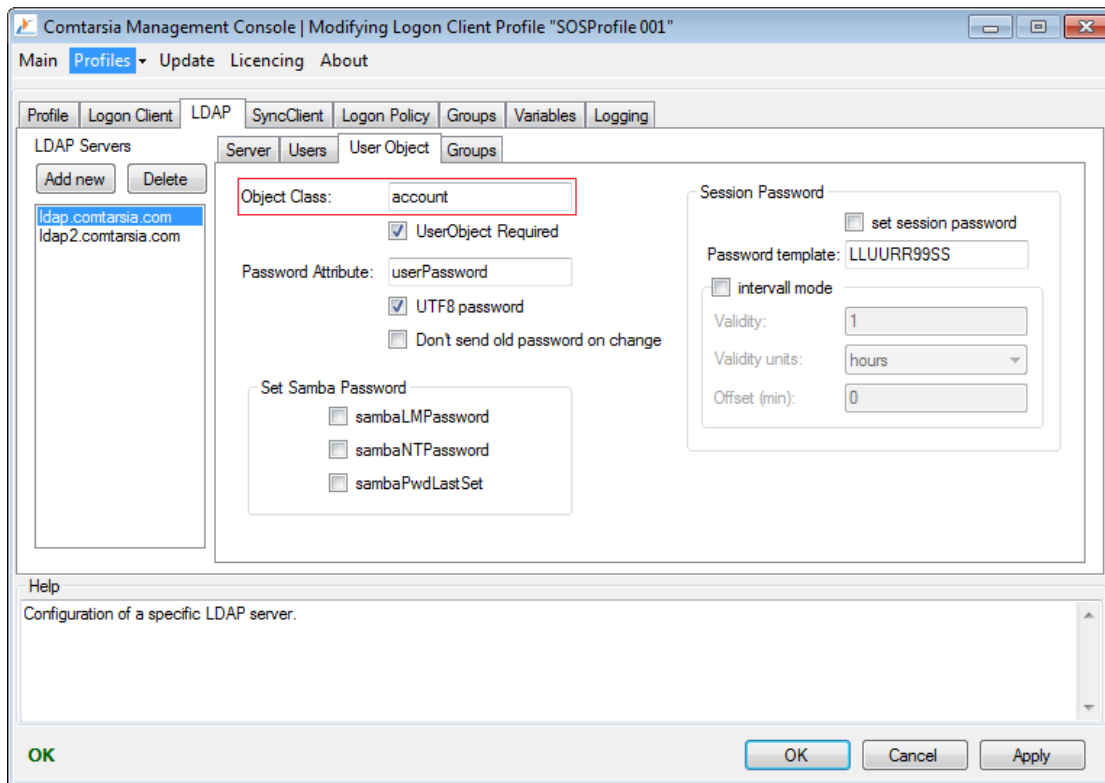 Comtarsia Management Console | Modifying Logon Client Profile "SOSProfile 001"
Main Profiles Update Licencing About
Profile Logon Client LDAP SyncClient Logon Policy Groups Variables Logging
LDAP Servers
Add new Delete
ldap.comtarsia.com
ldap2.comtarsia.com
Server Users User Object Groups
Object Class: account
UserObject Required
Password Attribute: userPassword
UTF8 password
Don't send old password on change
Set Samba Password
sambaLMPassword
sambaNTPassword
sambaPwdLastSet
Session Password
set session password
Password template: LLUURR99SS
intervall mode
Validity: 1
Validity units: hours
Offset (min): 0
Help
Configuration of a specific LDAP server.
OK
OK Cancel Apply